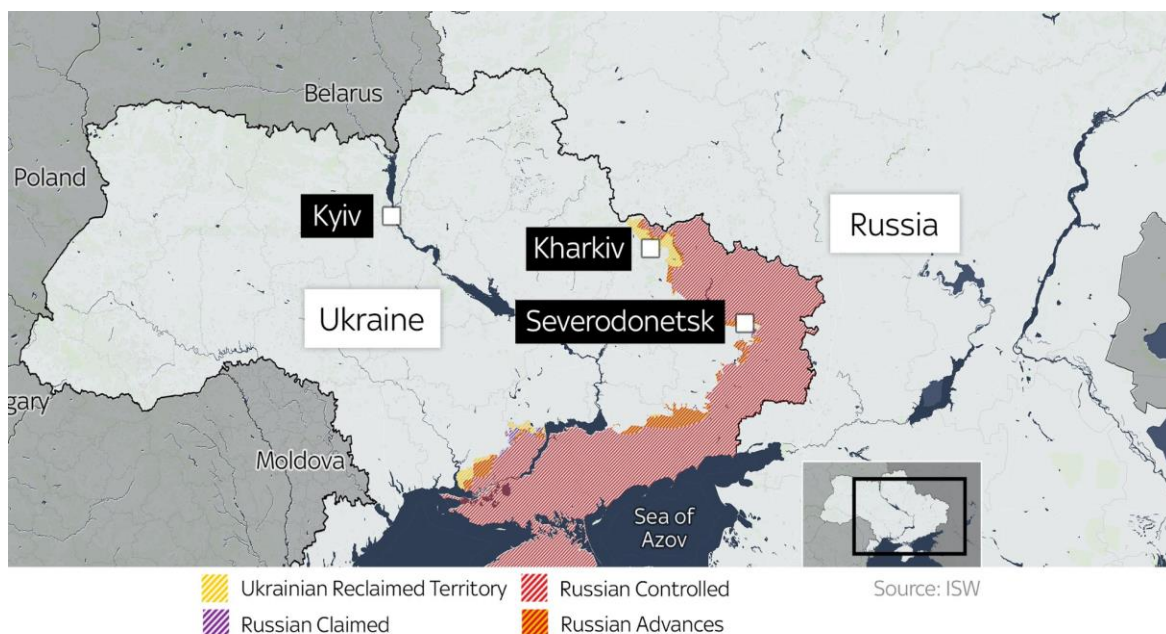 Belarus
Poland
Kyiv
Kharkiv
Russia
Ukraine
Severodonetsk
gary
Moldova
Sea of
Azov
Ukrainian Reclaimed Territory
Russian Controlled
Source: ISW
Russian Claimed
Russian Advances